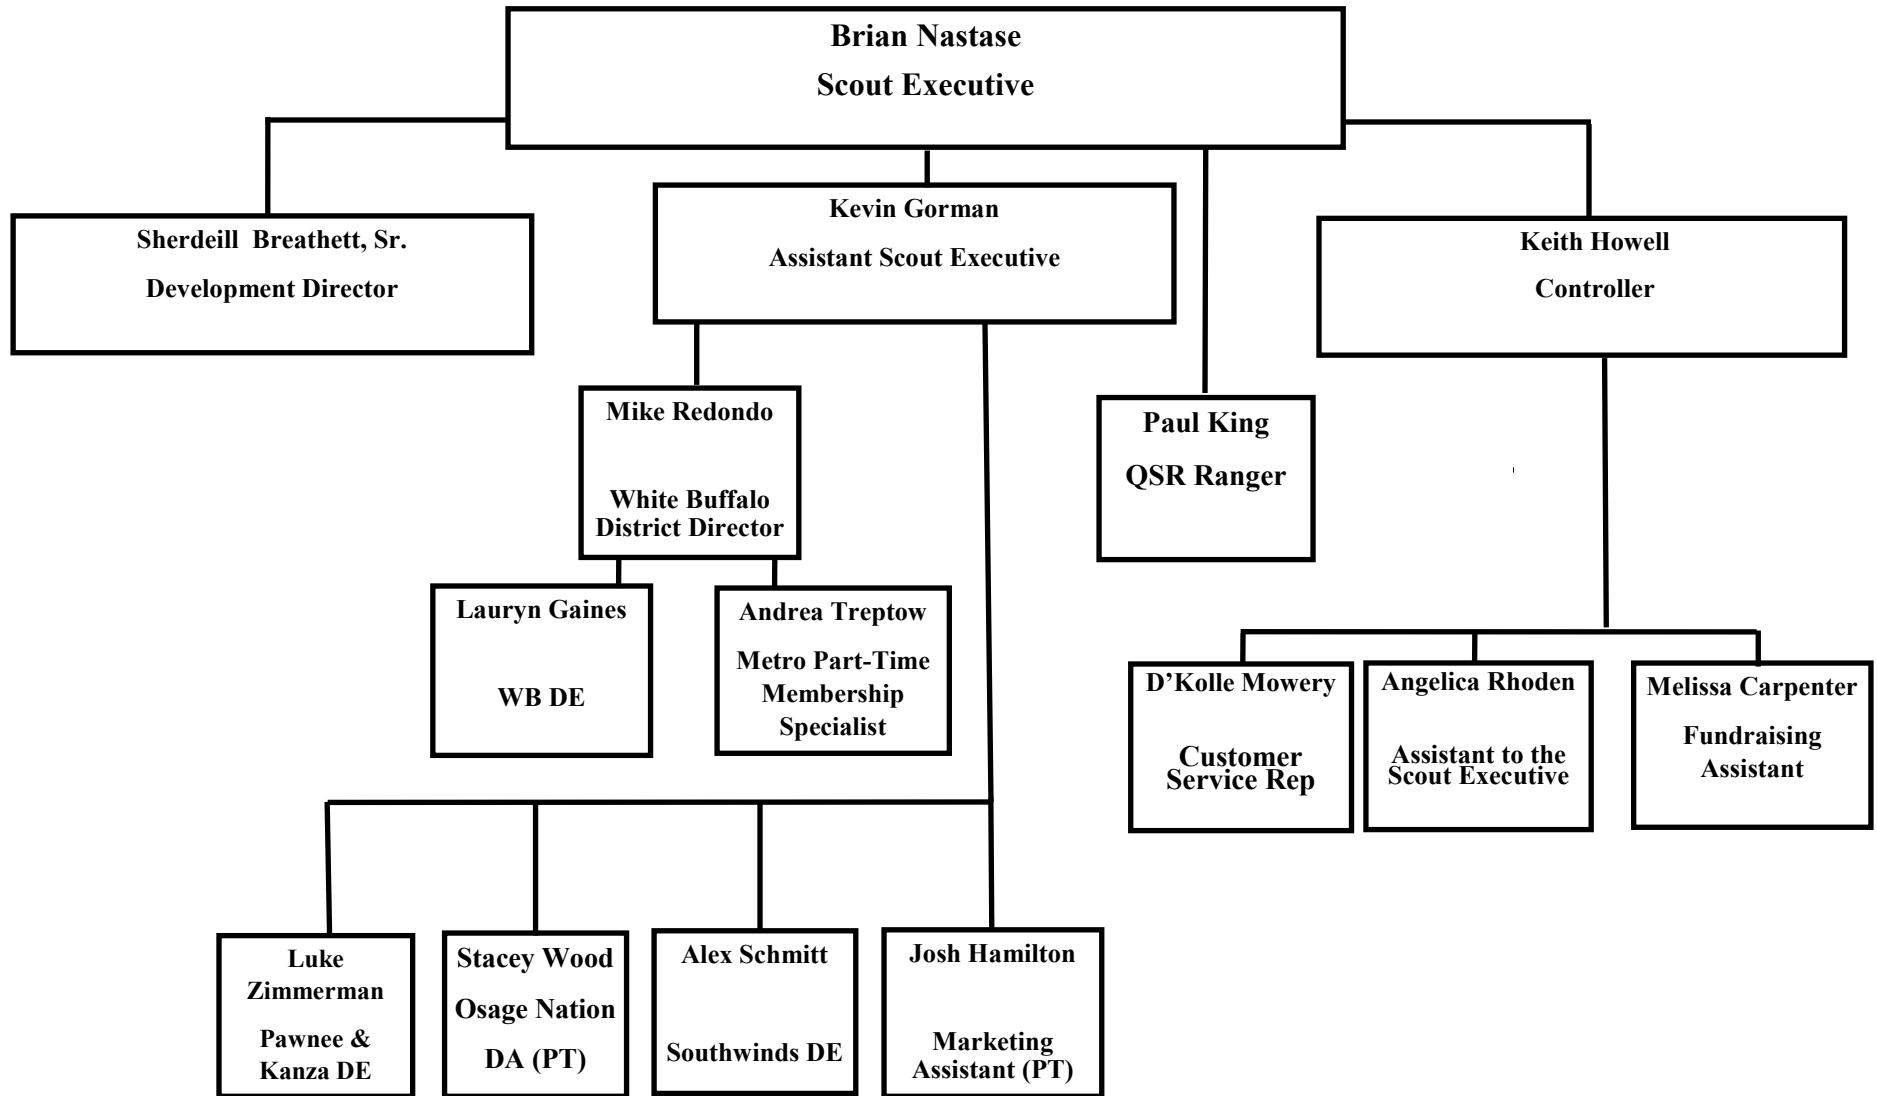 Brian Nastase
Scout Executive
Sherdeill Breathett, Sr.
Development Director
Kevin Gorman
Assistant Scout Executive
Keith Howell
Controller
Mike Redondo
White Buffalo
District Director
Paul King
QSR Ranger
Lauryn Gaines
WB DE
Andrea Treptow
Metro Part-Time
Membership
Specialist
D’Kolle Mowery
Customer
Service Rep
Angelica Rhoden
Assistant to the
Scout Executive
Melissa Carpenter
Fundraising
Assistant
Luke
Zimmerman
Pawnee &
Kanza DE
Stacey Wood
Osage Nation
DA (PT)
Alex Schmitt
Southwinds DE
Josh Hamilton
Marketing
Assistant (PT)